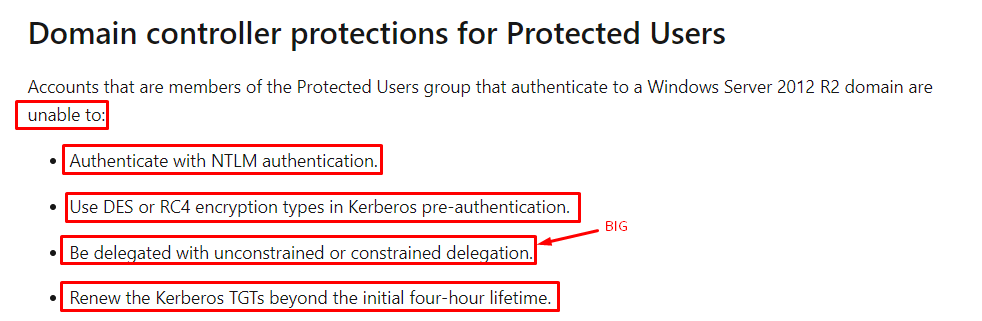 Domain controller protections for Protected Users
Accounts that are members of the Protected Users group that authenticate to a Windows Server 2012 R2 domain are
unable to:
• Authenticate with NTLM authentication.
• Use DES or RC4 encryption types in Kerberos pre-authentication.
BIG
• Be delegated with unconstrained or constrained delegation.
• Renew the Kerberos TGTs beyond the initial four-hour lifetime.